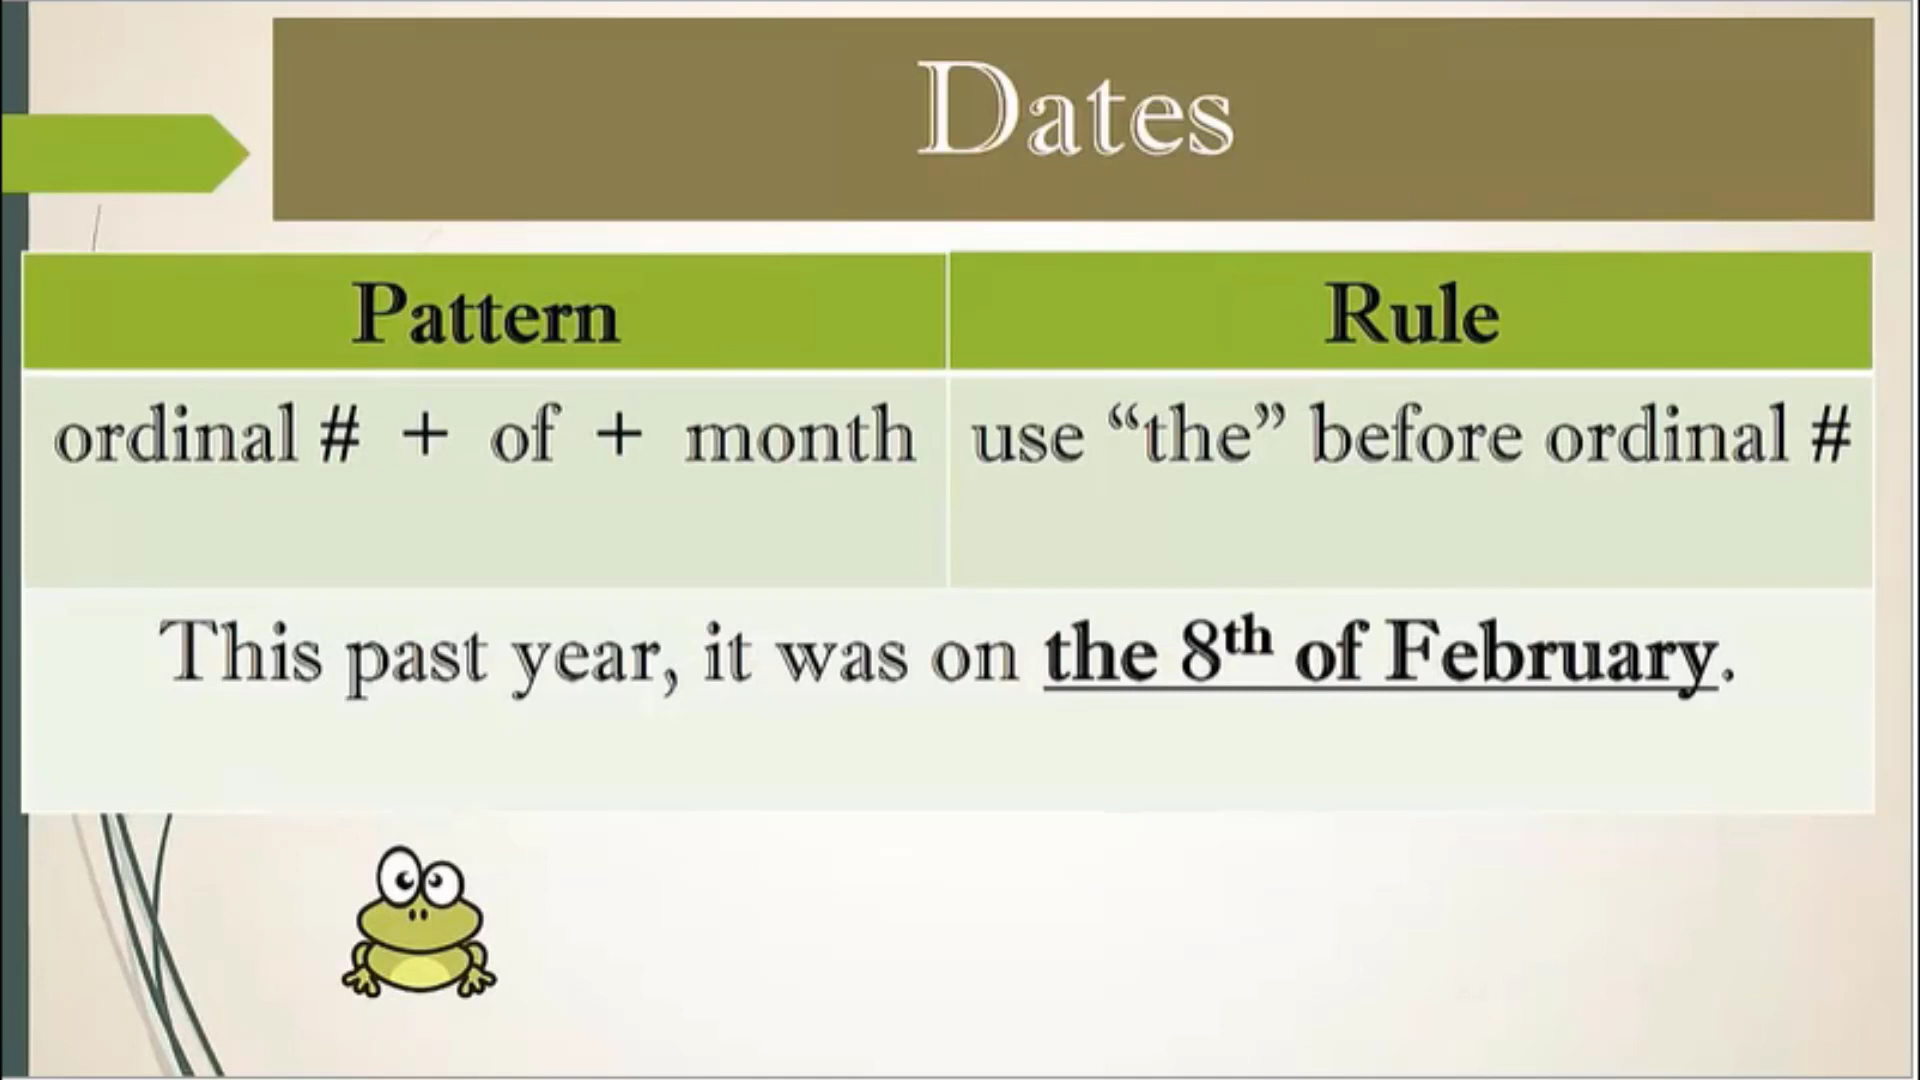 Dates
Pattern
Rule
ordinal # + of + month
use “the” before ordinal #
This past year, it was on the 8th of February.